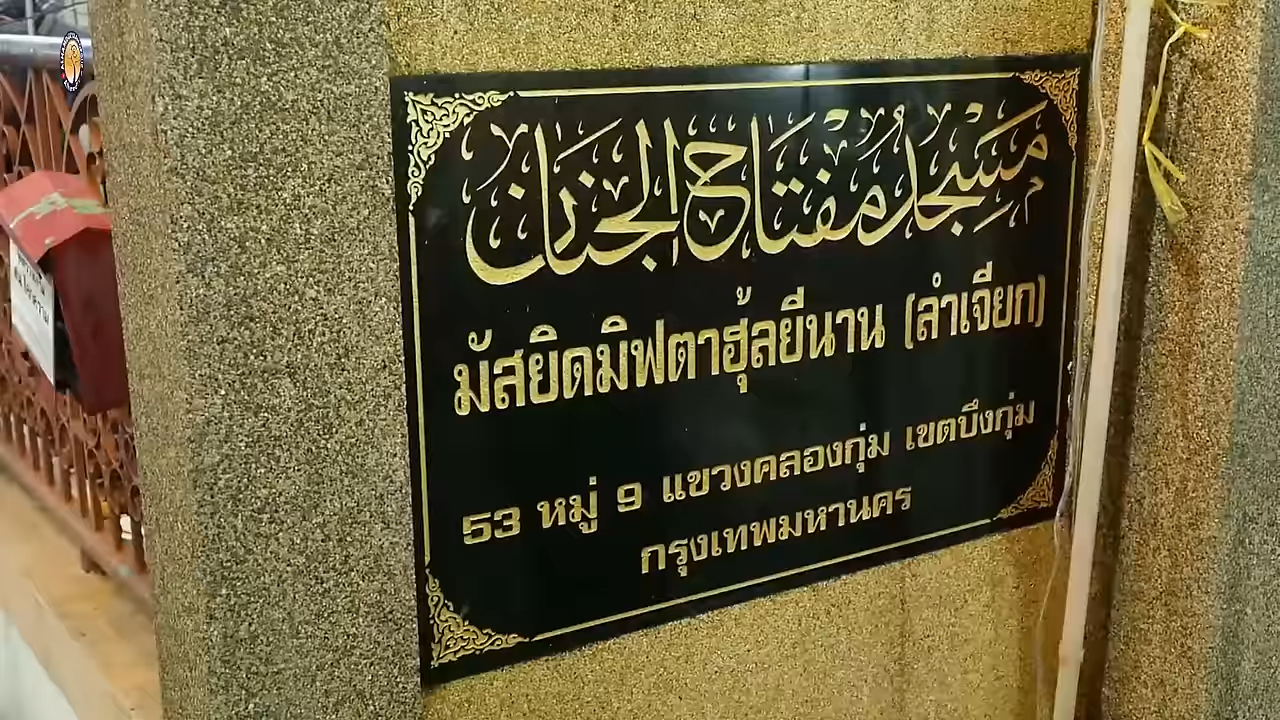 مسجد مفتاح الجنان
มัสยิดมิฟตาฮุ้ลยีนาน (ลำเจียก)
53 หมู่ 9 แขวงคลองกุ่ม เขตบึงกุ่ม
กรุงเทพมหานคร